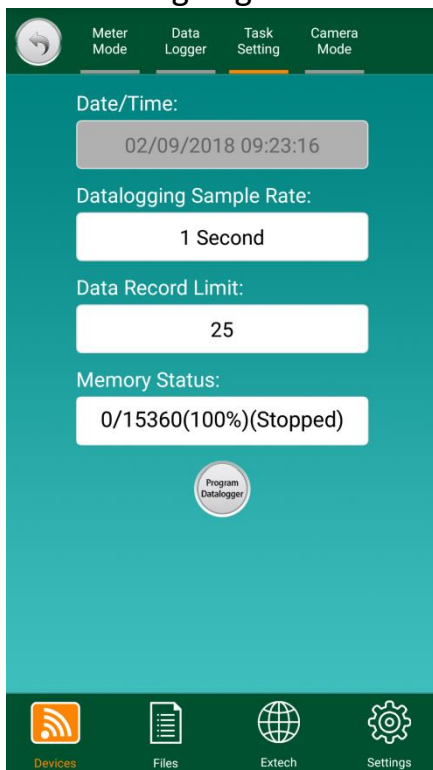 Meter Mode
Data Logger
Task Setting
Camera Mode
Date/Time:
02/09/2018 09:23:16
Datalogging Sample Rate:
1 Second
Data Record Limit:
25
Memory Status:
0/15360(100%)(Stopped)
Program
Datalogger
Devices
Files
Extech
Settings